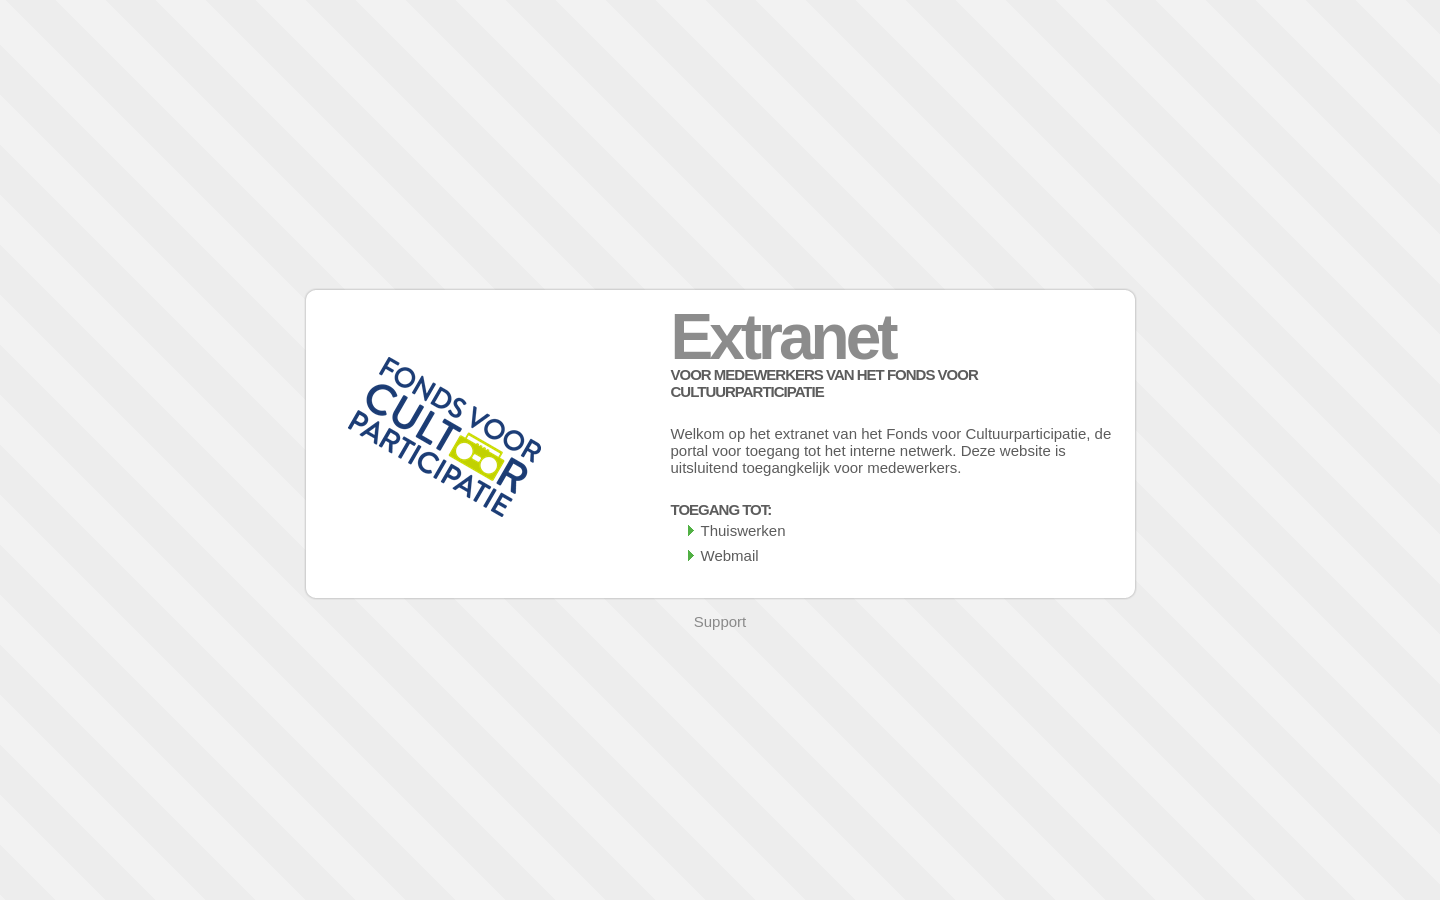 FONDS VOOR
CULTUR
PARTICIPATIE
Extranet
VOOR MEDEWERKERS VAN HET FONDS VOOR
CULTUURPARTICIPATIE
Welkom op het extranet van het Fonds voor Cultuurparticipatie, de
portal voor toegang tot het interne netwerk. Deze website is
uitsluitend toegangkelijk voor medewerkers.
TOEGANG TOT:
Thuiswerken
Webmail
Support